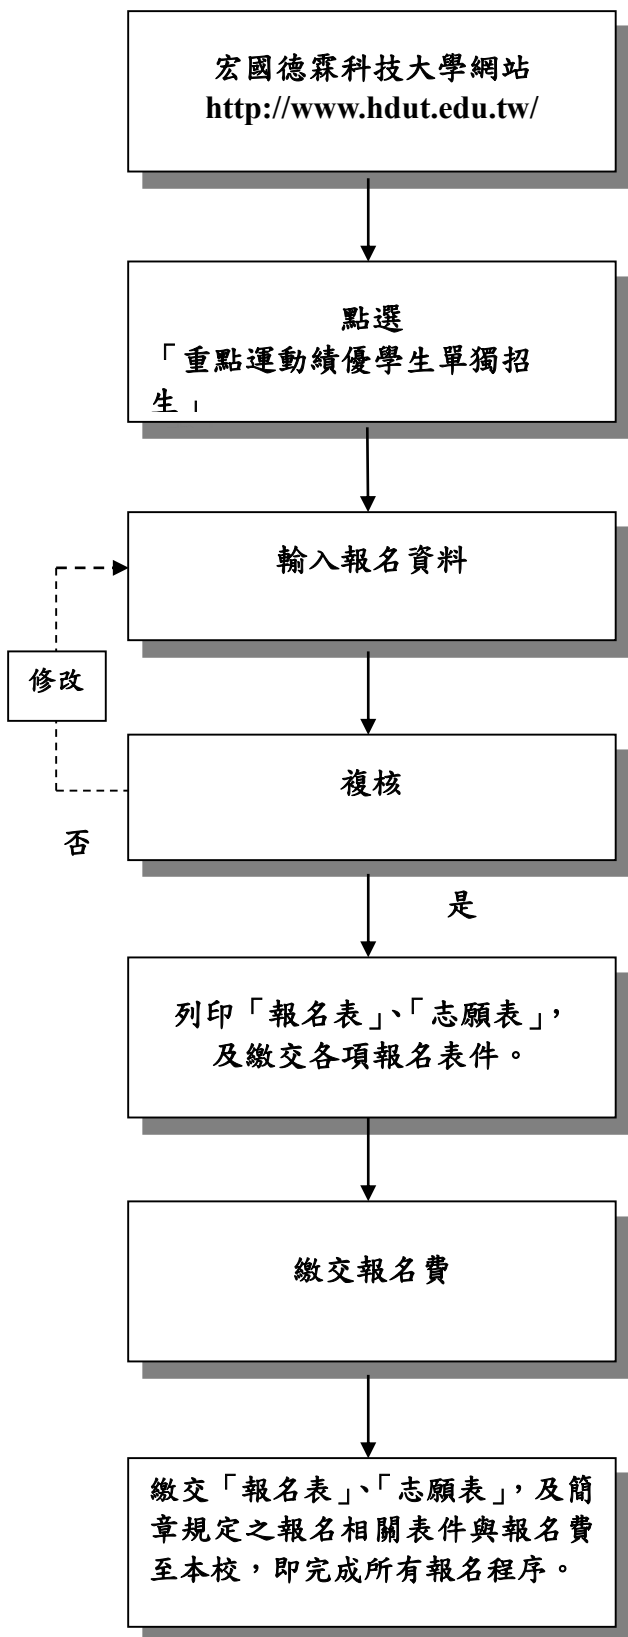 宏國德霖科技大學網站
http://www.hdut.edu.tw/
點選
「重點運動績優學生單獨招
生」
輸入報名資料
修改
複核
否
是
列印「報名表」、「志願表」，
及繳交各項報名表件。
繳交報名費
繳交「報名表」、「志願表」，及簡
章規定之報名相關表件與報名費
至本校，即完成所有報名程序。